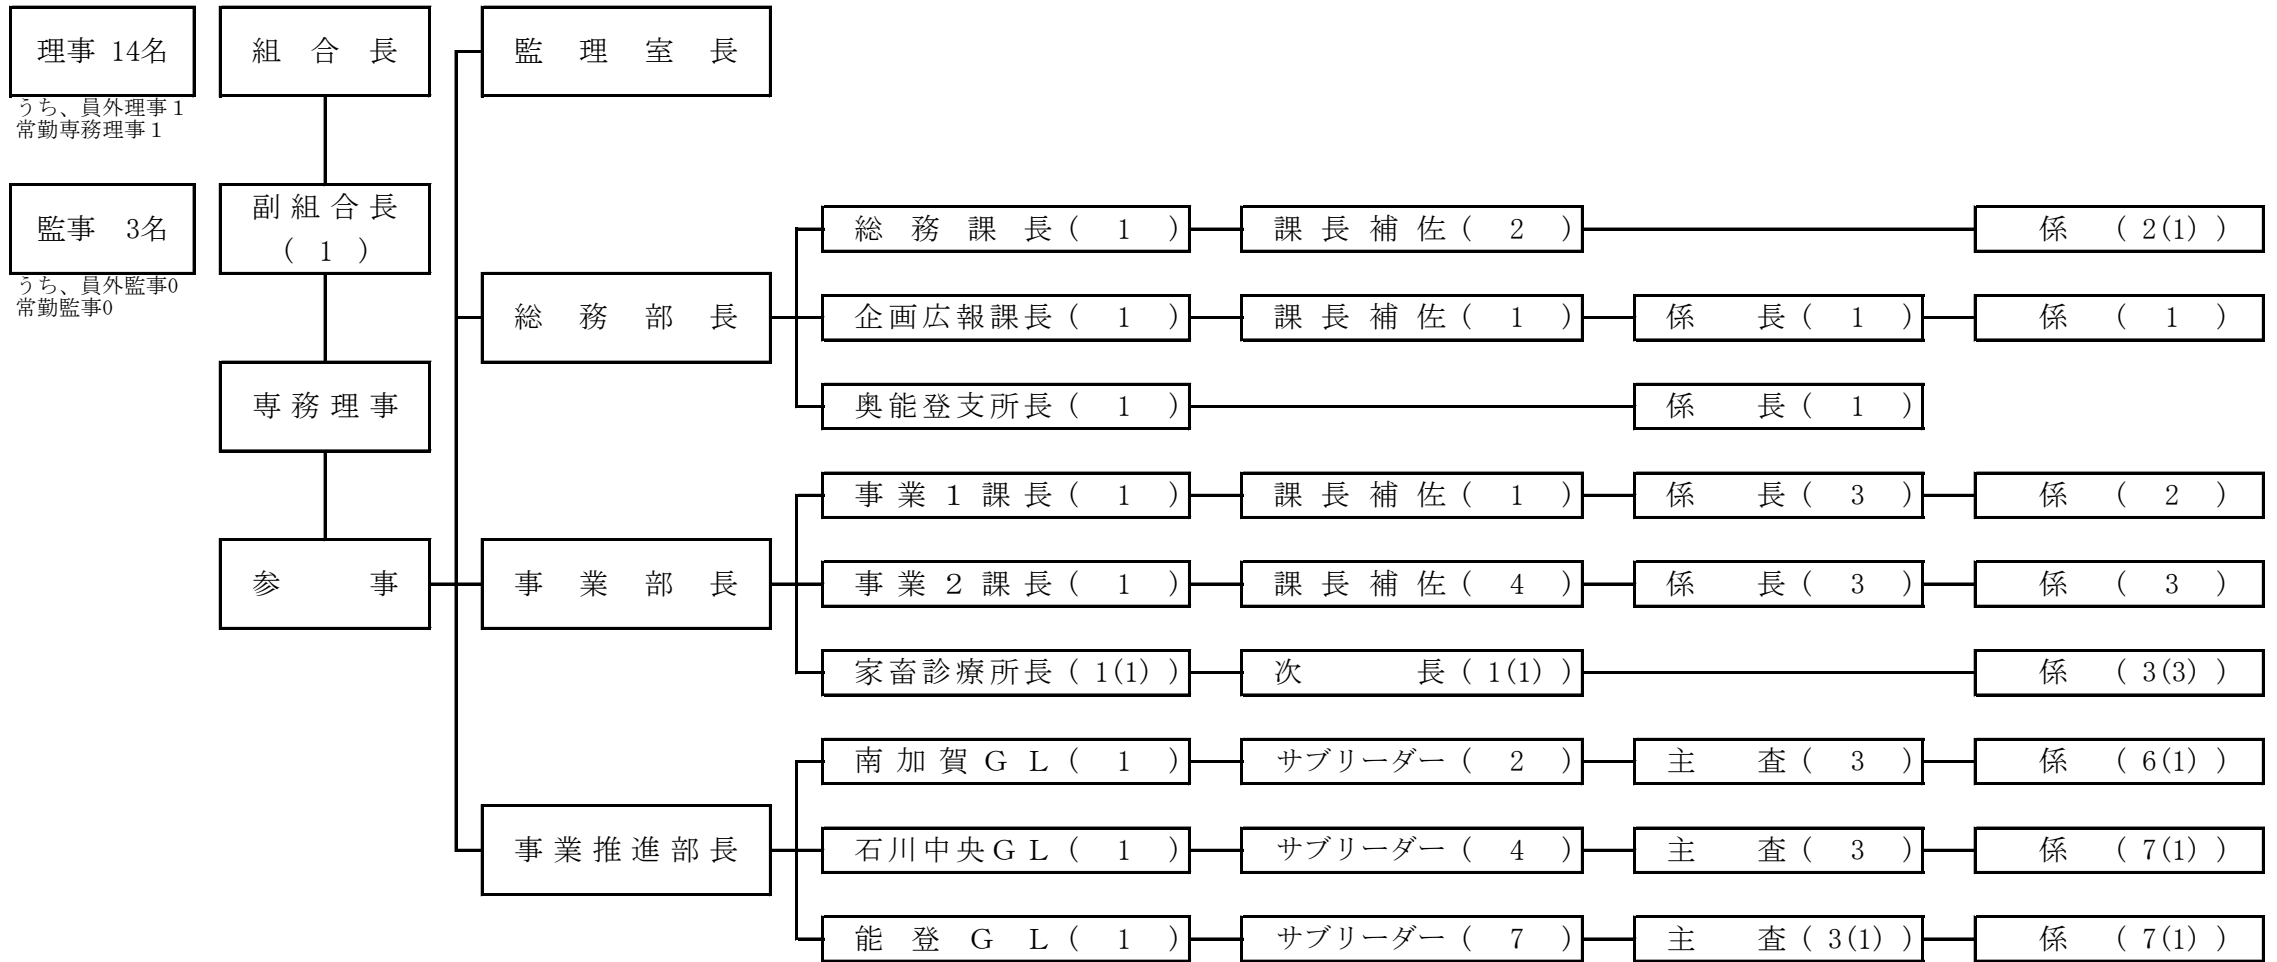 理事 14名
うち、員外理事１
常勤専務理事１
監事 3名
うち、員外監事0
常勤監事0
組合長
副組合長
( 1 )
専務理事
参事
監理室長
総務部長
総務課長( 1 )
課長補佐( 2 )
係 ( 2(1) )
企画広報課長( 1 )
課長補佐( 1 )
係長( 1 )
係 ( 1 )
奥能登支所長( 1 )
係長( 1 )
事業部長
事業１課長( 1 )
課長補佐( 1 )
係長( 3 )
係 ( 2 )
事業２課長( 1 )
課長補佐( 4 )
係長( 3 )
係 ( 3 )
家畜診療所長( 1(1) )
次長( 1(1) )
係 ( 3(3) )
事業推進部長
南加賀ＧＬ( 1 )
サブリーダー( 2 )
主査( 3 )
係 ( 6(1) )
石川中央ＧＬ( 1 )
サブリーダー( 4 )
主査( 3 )
係 ( 7(1) )
能登ＧＬ( 1 )
サブリーダー( 7 )
主査( 3(1) )
係 ( 7(1) )